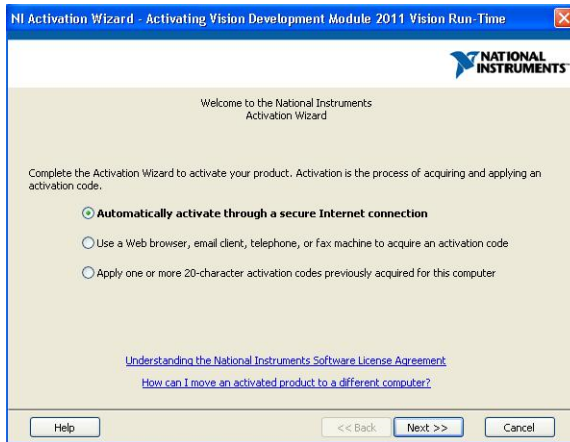 NI Activation Wizard - Activating Vision Development Module 2011 Vision Run-Time
NATIONAL
INSTRUMENTS
Welcome to the National Instruments
Activation Wizard
Complete the Activation Wizard to activate your product. Activation is the process of acquiring and applying an
activation code.
Automatically activate through a secure Internet connection
Use a Web browser, email client, telephone, or fax machine to acquire an activation code
Apply one or more 20-character activation codes previously acquired for this computer
Understanding the National Instruments Software License Agreement
How can I move an activated product to a different computer?
Help << Back Next >> Cancel